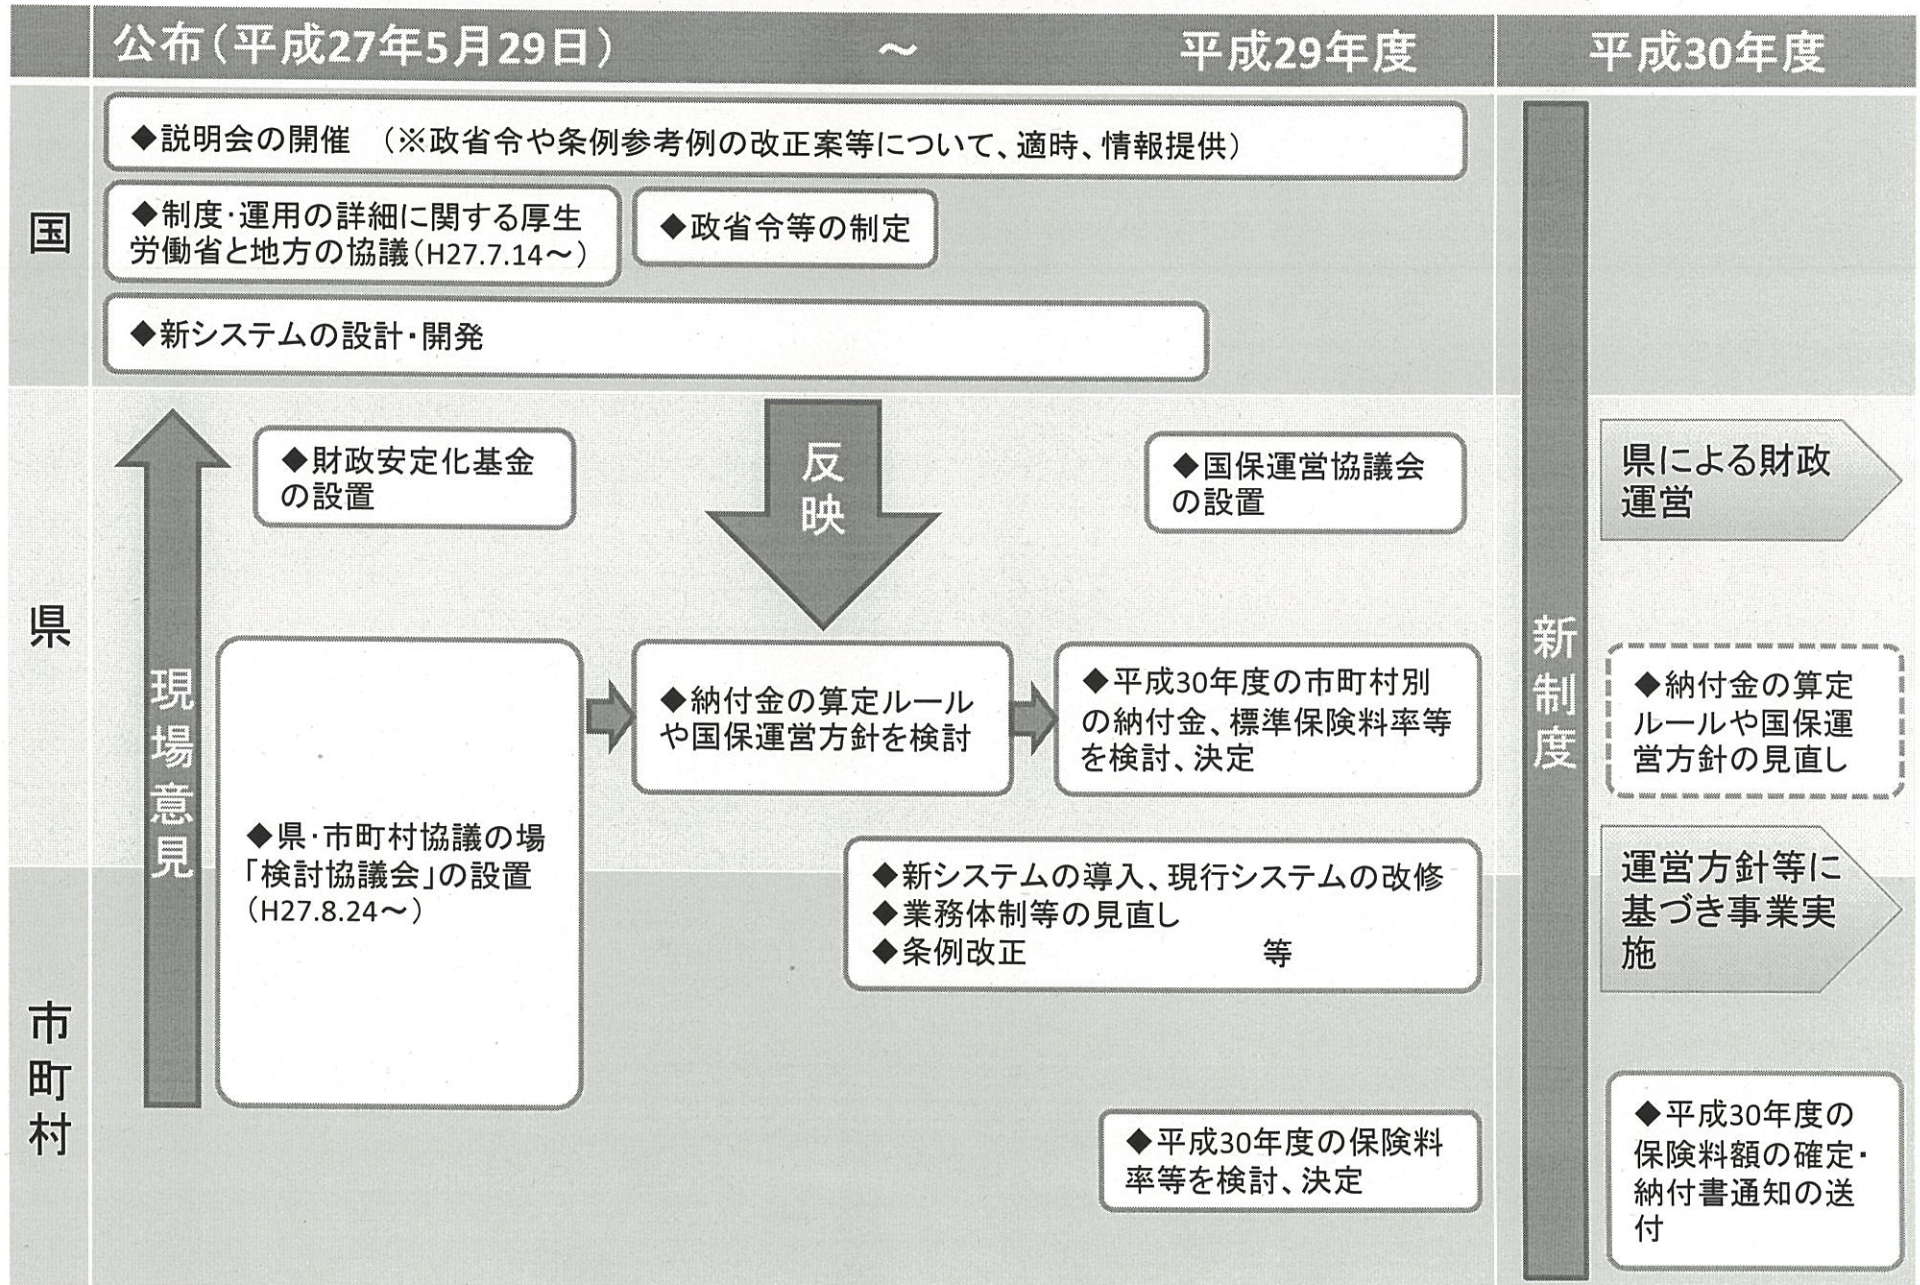 公布(平成27年5月29日) ～ 平成29年度 平成30年度
国
◆説明会の開催 (※政省令や条例参考例の改正案等について、適時、情報提供)
◆制度・運用の詳細に関する厚生
労働省と地方の協議(H27.7.14～)
◆政省令等の制定
◆新システムの設計・開発
県
現場意見
◆財政安定化基金
の設置
反映
◆国保運営協議会
の設置
◆県・市町村協議の場
「検討協議会」の設置
(H27.8.24～)
◆納付金の算定ルール
や国保運営方針を検討
◆平成30年度の市町村別
の納付金、標準保険料率等
を検討、決定
◆新システムの導入、現行システムの改修
◆業務体制等の見直し
◆条例改正 等
市町村
◆平成30年度の保険料
率等を検討、決定
新制度
県による財政
運営
◆納付金の算定
ルールや国保運
営方針の見直し
運営方針等に
基づき事業実
施
◆平成30年度の
保険料額の確定・
納付書通知の送
付